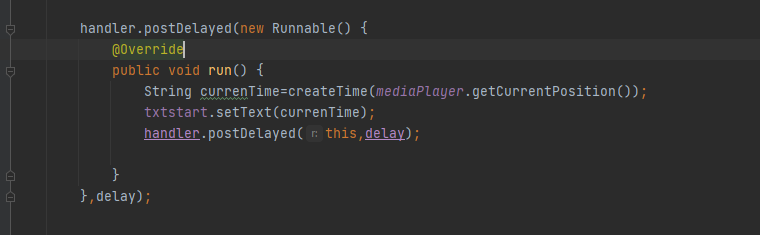 handler.postDelayed(new Runnable() {
@Override
public void run() {
String currenTime=createTime(mediaPlayer.getCurrentPosition());
txtstart.setText(currenTime);
handler.postDelayed( r: this,delay);
}
},delay);